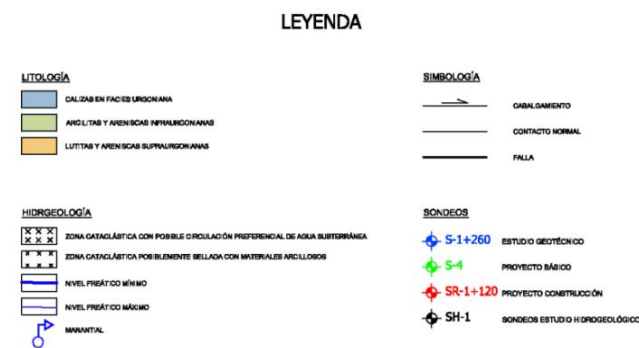 LEYENDA
LITOLOGÍA
CALIZAS EN FACIES URGONIANA
ARGILITAS Y ARENISCAS INFRAURGONIANAS
LUTITAS Y ARENISCAS SUPRAURGONIANAS
SIMBOLOGÍA
CABALGAMIENTO
CONTACTO NORMAL
FALLA
HIDRGEOLOGÍA
ZONA CATACLÁSTICA CON POSIBLE CIRCULACIÓN PREFERENCIAL DE AGUA SUBTERRÁNEA
ZONA CATACLÁSTICA POSIBLEMENTE SELLADA CON MATERIALES ARCILLOSOS
NIVEL FREÁTICO MÍNIMO
NIVEL FREÁTICO MÁXIMO
MANANTIAL
SONDEOS
S-1+260 ESTUDIO GEOTÉCNICO
S-4 PROYECTO BÁSICO
SR-1+120 PROYECTO CONSTRUCCIÓN
SH-1 SONDEOS ESTUDIO HIDROGEOLÓGICO